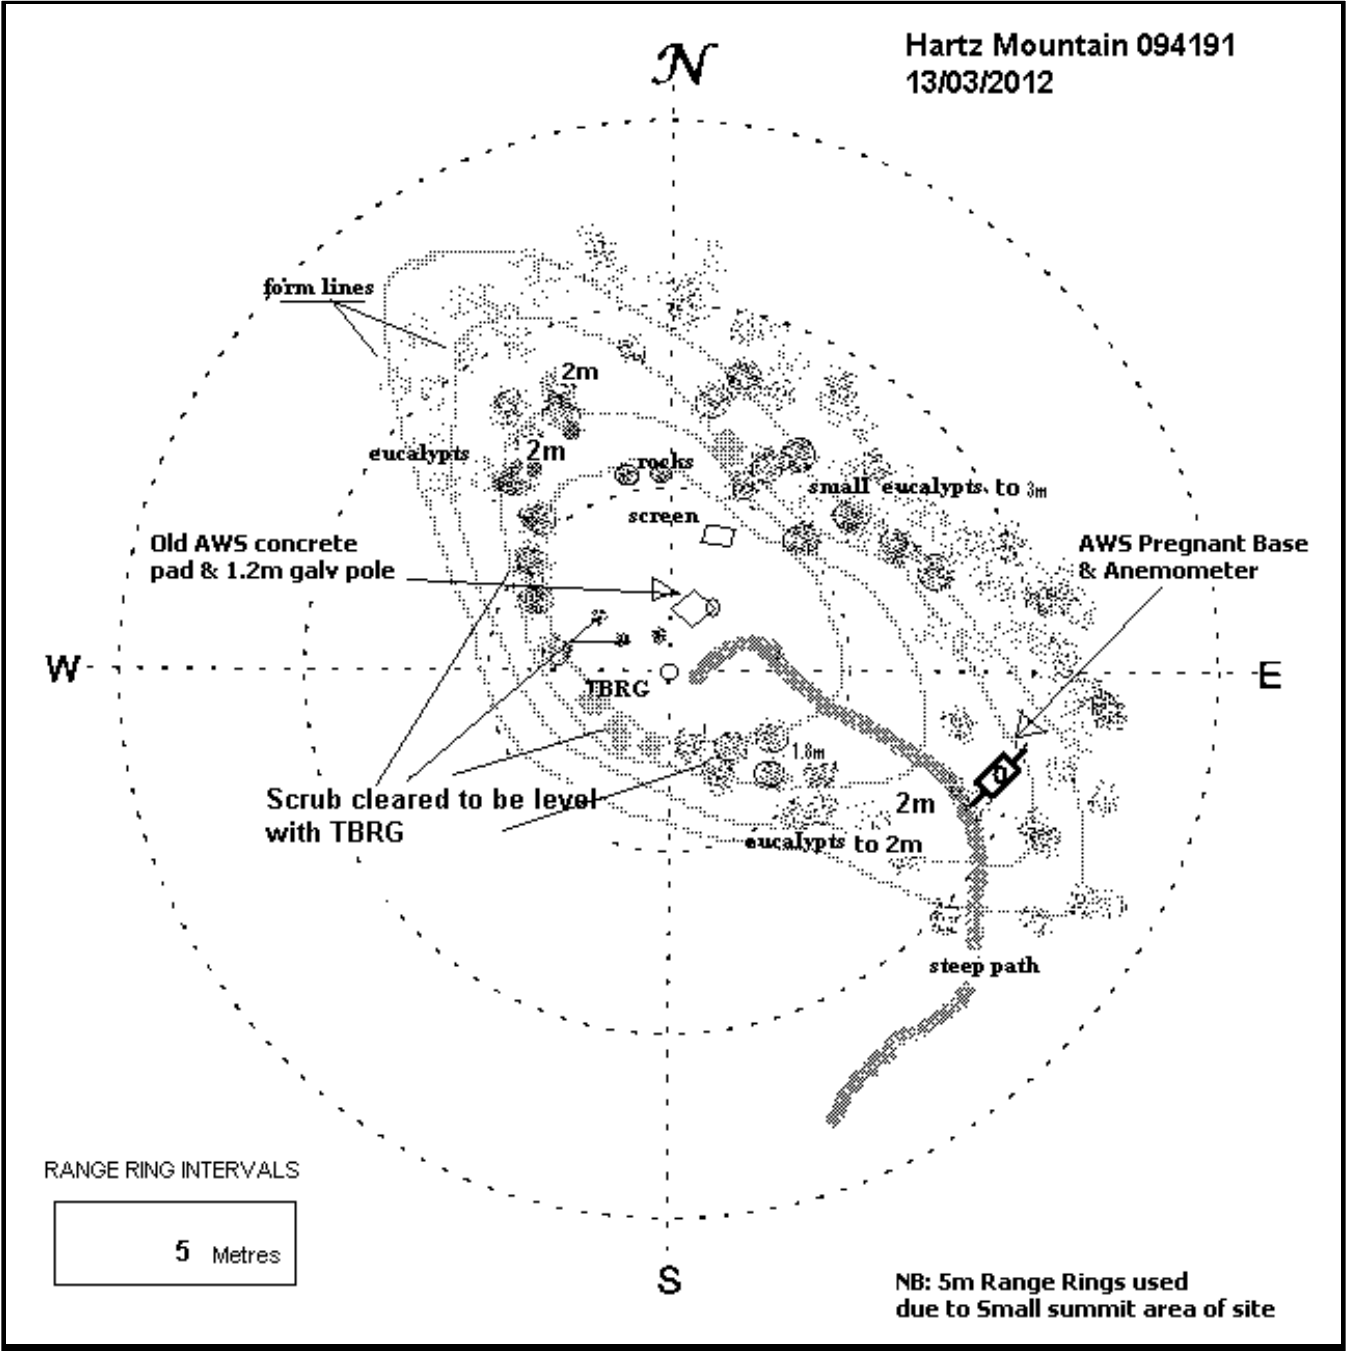 N
Hartz Mountain 094191
13/03/2012
form lines
2m
eucalypts
2m
rocks
small eucalypts. to 3m
screen
Old AWS concrete
pad & 1.2m galv pole
AWS Pregnant Base
& Anemometer
W
E
TBRG
1.8m
Scrub cleared to be level
with TBRG
2m
eucalypts to 2m
steep path
RANGE RING INTERVALS
5 Metres
S
NB: 5m Range Rings used
due to Small summit area of site